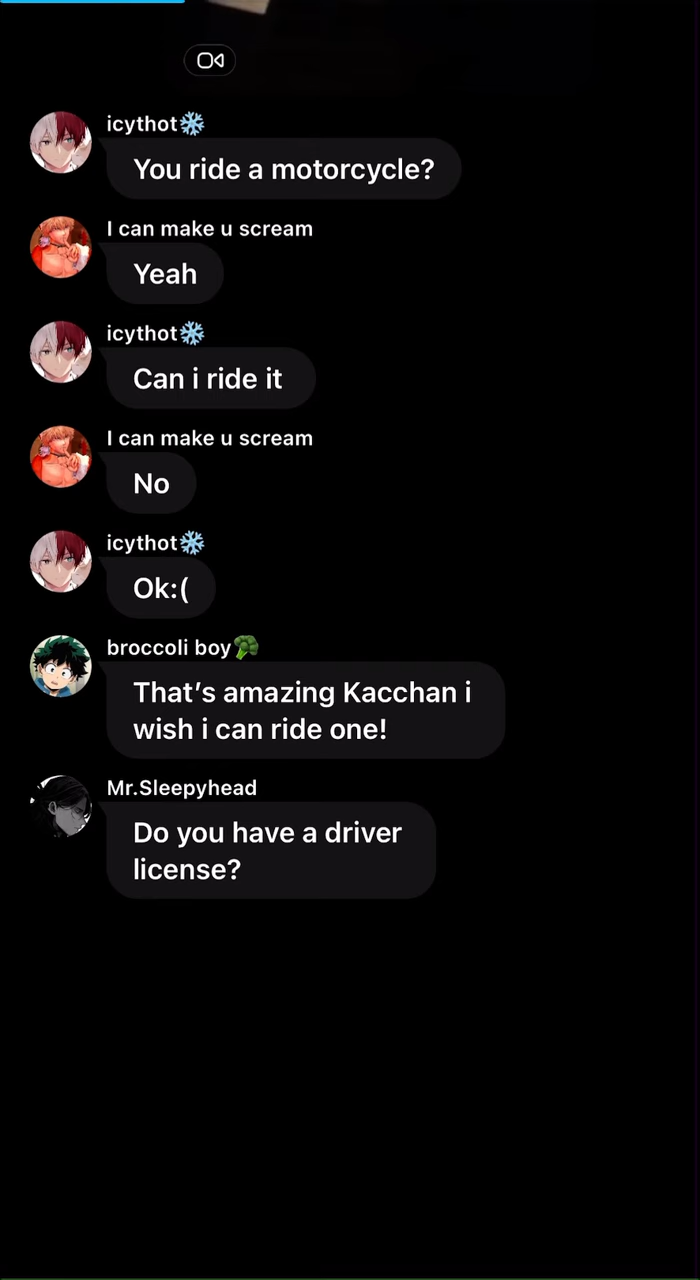 icythot❄️
You ride a motorcycle?
I can make u scream
Yeah
icythot❄️
Can i ride it
I can make u scream
No
icythot❄️
Ok:(
broccoli boy🥦
That's amazing Kacchan i
wish i can ride one!
Mr.Sleepyhead
Do you have a driver
license?